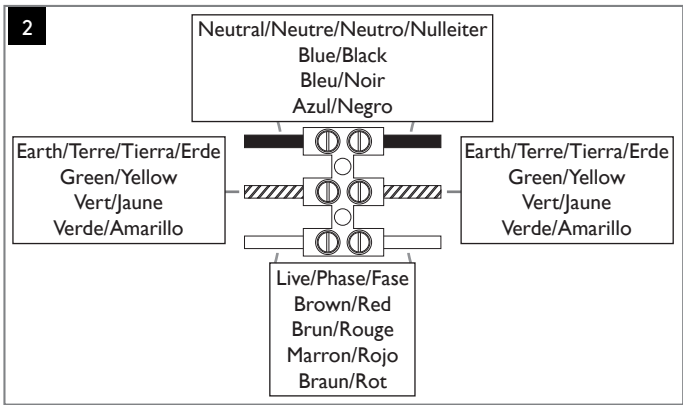 2
Neutral/Neutre/Neutro/Nulleiter
Blue/Black
Bleu/Noir
Azul/Negro
Earth/Terre/Tierra/Erde
Green/Yellow
Vert/Jaune
Verde/Amarillo
Earth/Terre/Tierra/Erde
Green/Yellow
Vert/Jaune
Verde/Amarillo
Live/Phase/Fase
Brown/Red
Brun/Rouge
Marron/Rojo
Braun/Rot